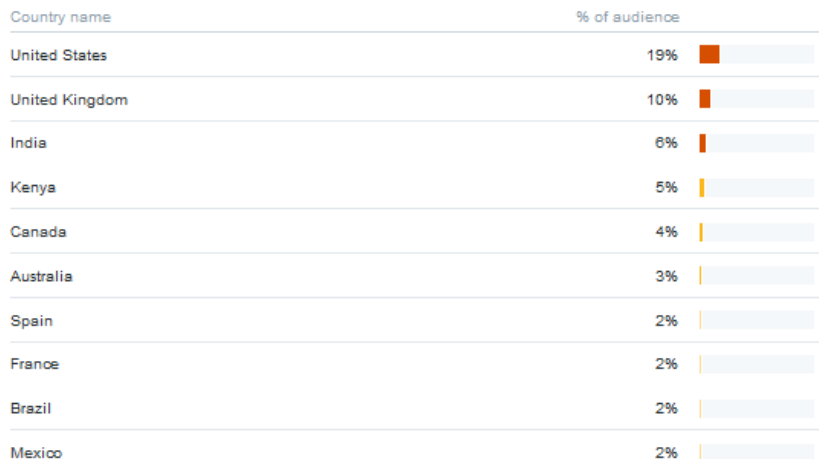 Country name % of audience
United States 19%
United Kingdom 10%
India 6%
Kenya 5%
Canada 4%
Australia 3%
Spain 2%
France 2%
Brazil 2%
Mexico 2%